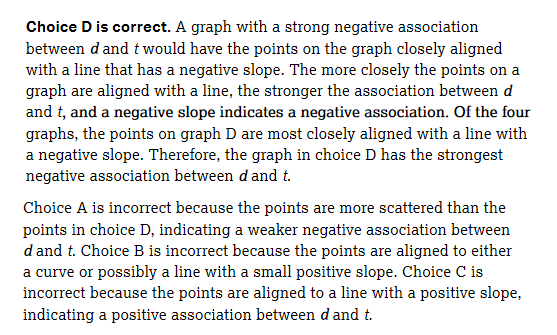 Choice D is correct. A graph with a strong negative association
between d and t would have the points on the graph closely aligned
with a line that has a negative slope. The more closely the points on a
graph are aligned with a line, the stronger the association between d
and t, and a negative slope indicates a negative association. Of the four
graphs, the points on graph D are most closely aligned with a line with
a negative slope. Therefore, the graph in choice D has the strongest
negative association between d and t.
Choice A is incorrect because the points are more scattered than the
points in choice D, indicating a weaker negative association between
d and t. Choice B is incorrect because the points are aligned to either
a curve or possibly a line with a small positive slope. Choice C is
incorrect because the points are aligned to a line with a positive slope,
indicating a positive association between d and t.